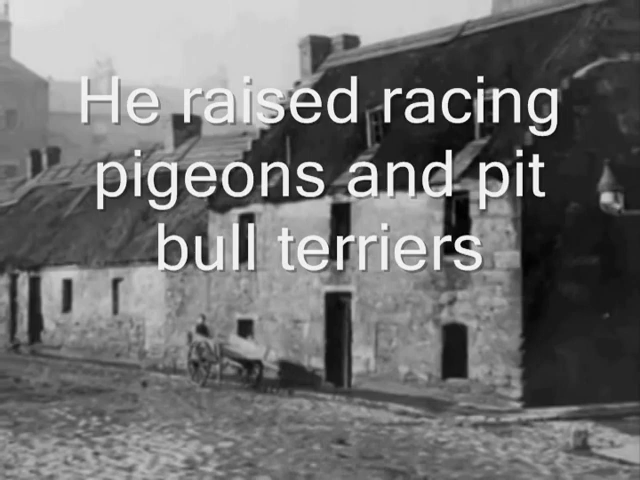 He raised racing
pigeons and pit
bull terriers